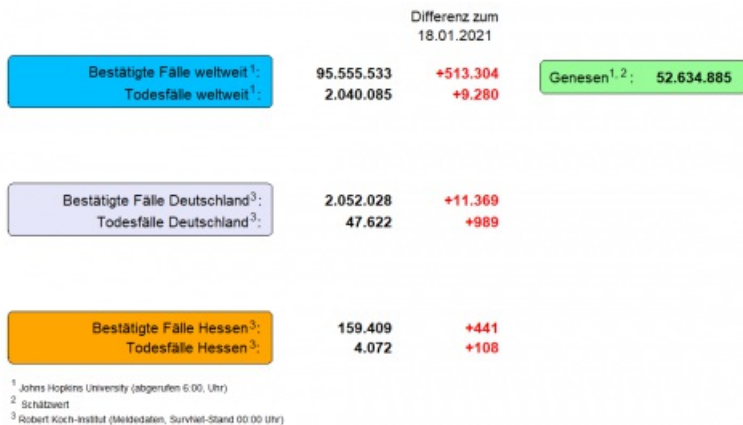 Differenz zum
18.01.2021
Bestätigte Fälle weltweit¹: 95.555.533 +513.304 Genesen¹,²: 52.634.885
Todesfälle weltweit¹: 2.040.085 +9.280
Bestätigte Fälle Deutschland³: 2.052.028 +11.369
Todesfälle Deutschland³: 47.622 +989
Bestätigte Fälle Hessen³: 159.409 +441
Todesfälle Hessen³: 4.072 +108
¹ Johns Hopkins University (abgerufen 6:00, Uhr)
² Schätzwert
³ Robert Koch-Institut (Meldedaten, SurvNet-Stand 00:00 Uhr)